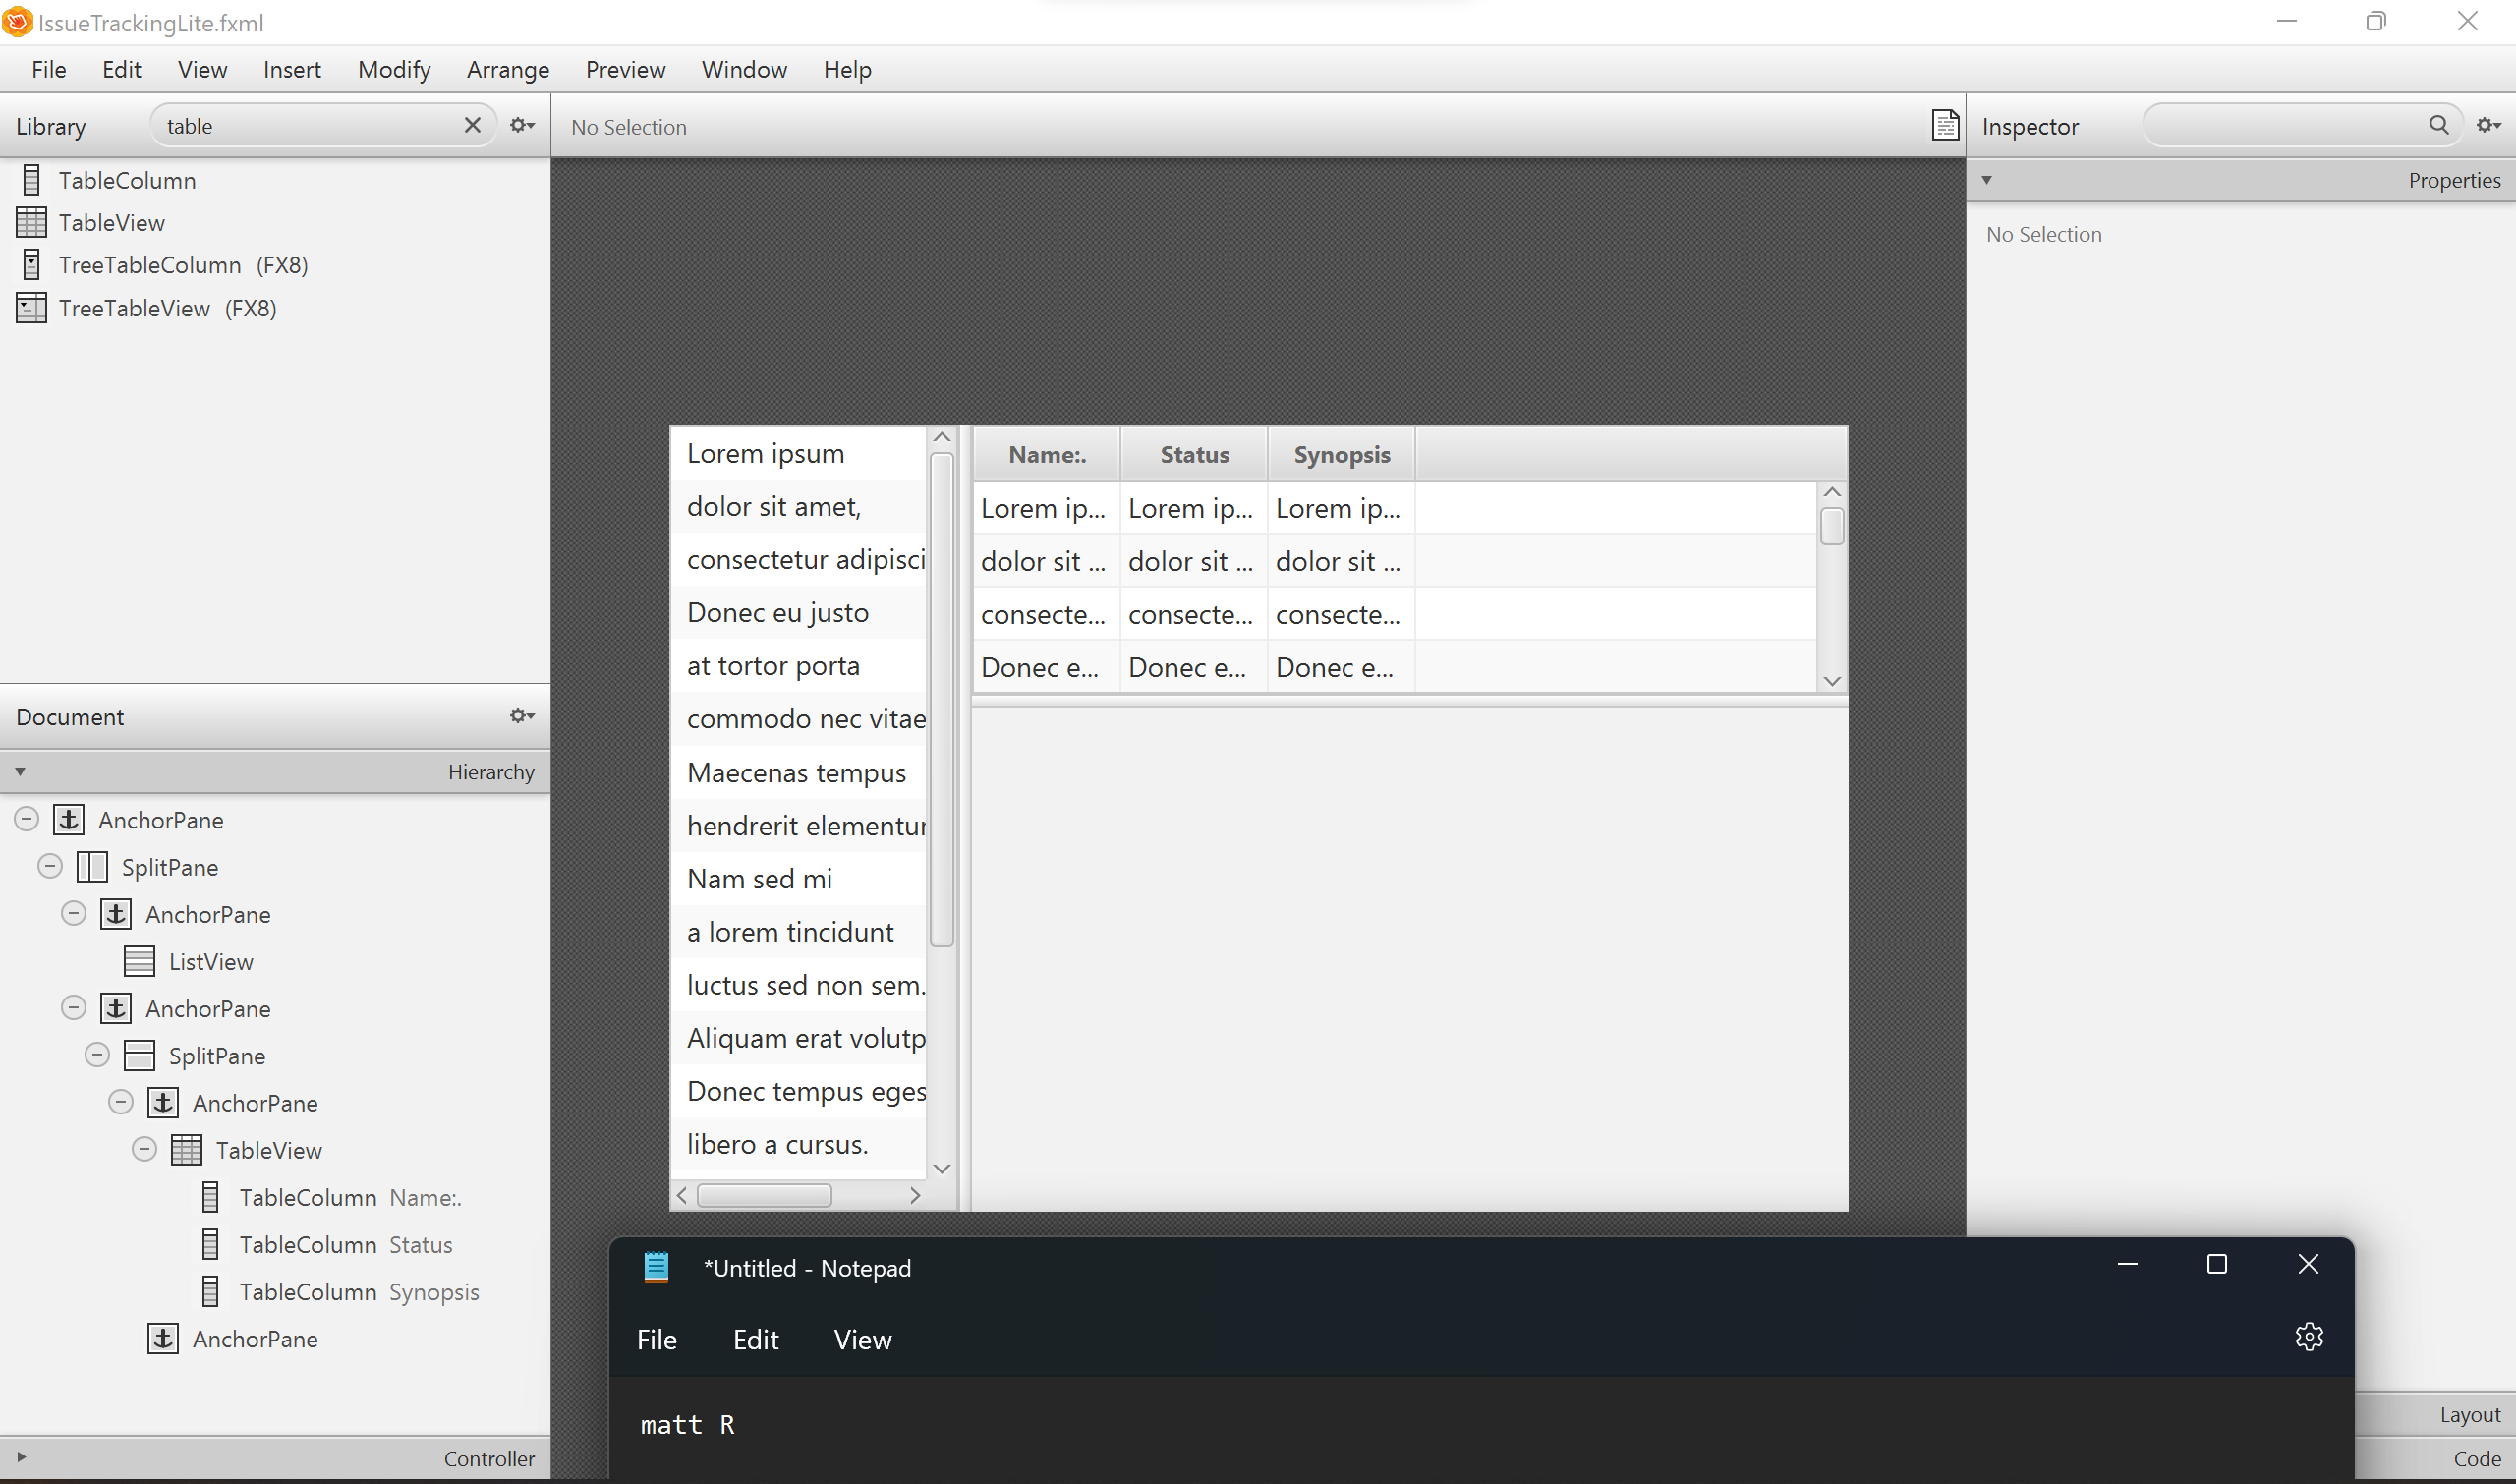 IssueTrackingLite.fxml
File Edit View Insert Modify Arrange Preview Window Help
Library table
No Selection
Inspector
TableColumn
TableView
TreeTableColumn (FX8)
TreeTableView (FX8)
Properties
No Selection
Document
Hierarchy
AnchorPane
SplitPane
AnchorPane
ListView
AnchorPane
SplitPane
AnchorPane
TableView
TableColumn Name:.
TableColumn Status
TableColumn Synopsis
AnchorPane
Controller
Lorem ipsum
dolor sit amet,
consectetur adipisci
Donec eu justo
at tortor porta
commodo nec vitae
Maecenas tempus
hendrerit elementur
Nam sed mi
a lorem tincidunt
luctus sed non sem.
Aliquam erat volutp
Donec tempus eges
libero a cursus.
Name:. Status Synopsis
Lorem ip... Lorem ip... Lorem ip...
dolor sit ... dolor sit ... dolor sit ...
consecte... consecte... consecte...
Donec e... Donec e... Donec e...
*Untitled - Notepad
File Edit View
matt R
Layout
Code